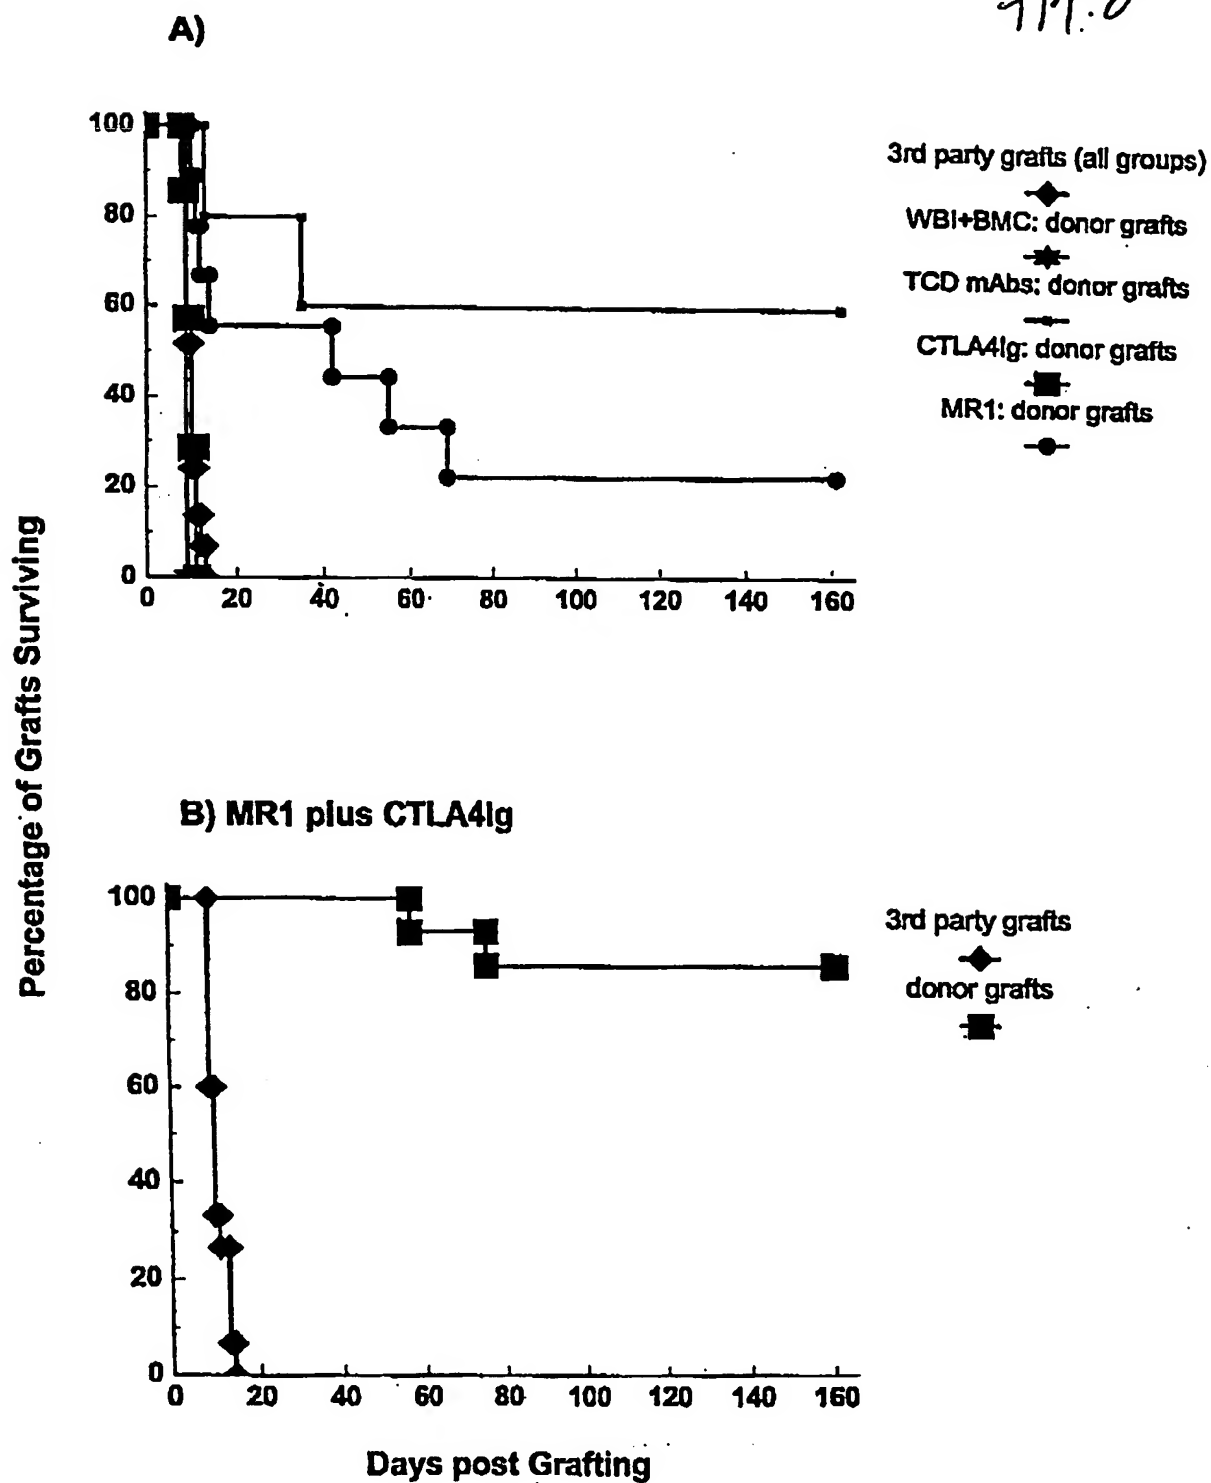 A)
100
80
60
40
20
0
0 20 40 60 80 100 120 140 160
3rd party grafts (all groups)
WBI+BMC: donor grafts
TCD mAbs: donor grafts
CTLA4Ig: donor grafts
MR1: donor grafts
Percentage of Grafts Surviving
B) MR1 plus CTLA4Ig
100
80
60
40
20
0
0 20 40 60 80 100 120 140 160
3rd party grafts
donor grafts
Days post Grafting